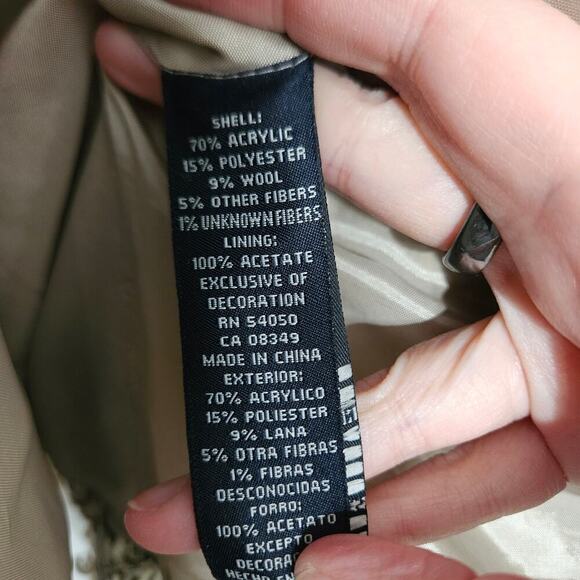 SHELL:
70% ACRYLIC
15% POLYESTER
9% WOOL
5% OTHER FIBERS
1% UNKNOWN FIBERS
LINING:
100% ACETATE
EXCLUSIVE OF
DECORATION
RN 54050
CA 08349
MADE IN CHINA
EXTERIOR:
70% ACRYLICO
15% POLIESTER
9% LANA
5% OTRA FIBRAS
1% FIBRAS
DESCONOCIDAS
FORRO:
100% ACETATO
EXCEPTO
HECHO EN